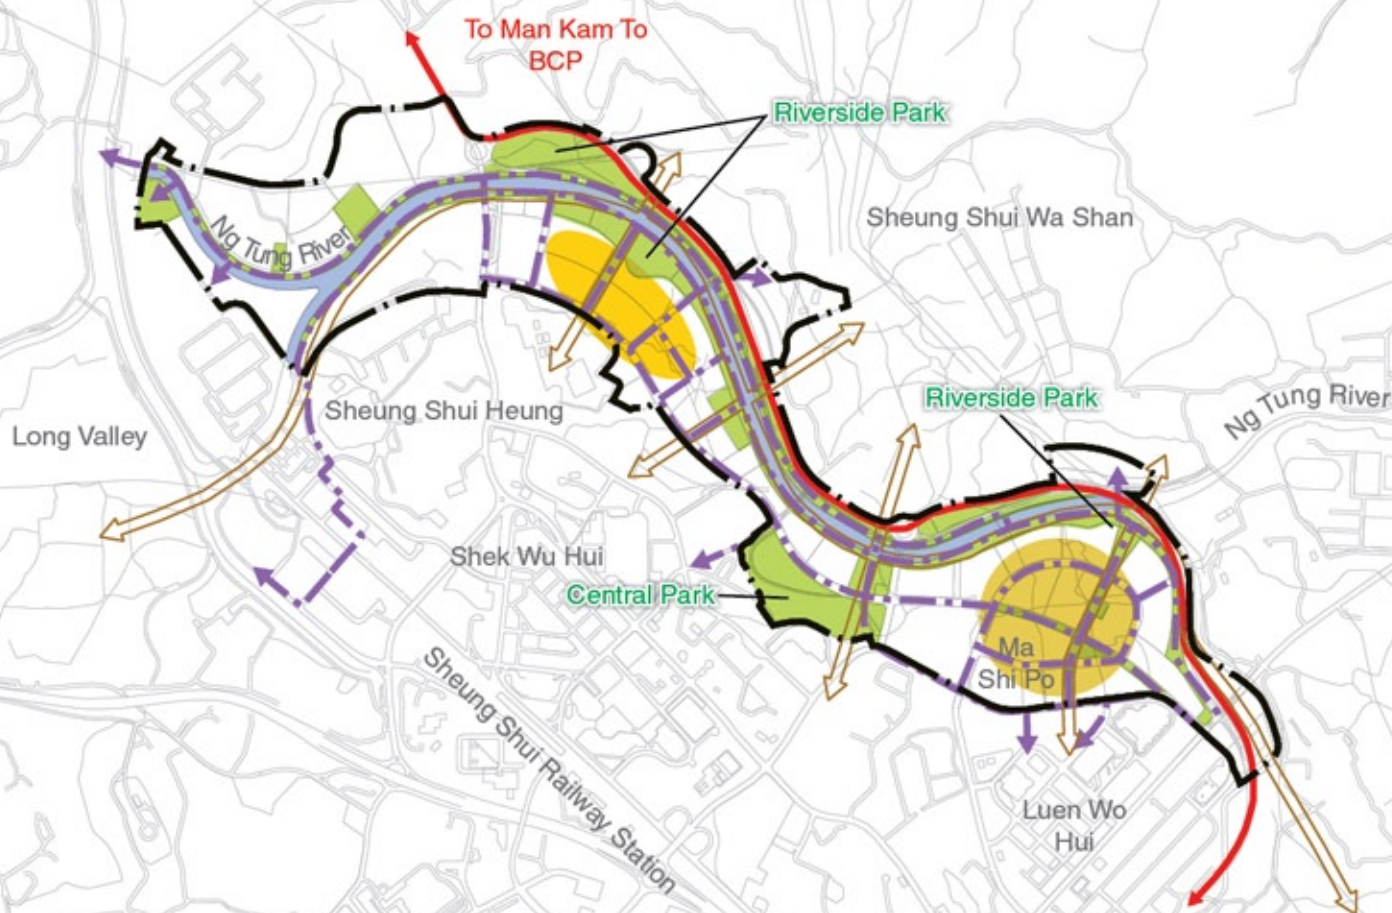 To Man Kam To
BCP
Riverside Park
Sheung Shui Wa Shan
Ng Tung River
Riverside Park
Ng Tung River
Sheung Shui Heung
Long Valley
Shek Wu Hui
Central Park
Ma
Shi Po
Sheung Shui Railway Station
Luen Wo
Hui